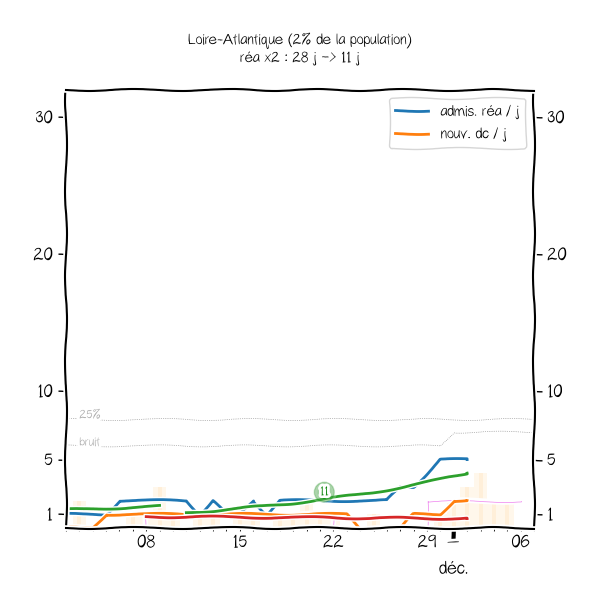 Loire-Atlantique (2% de la population)
réa x2 : 28 j -> 11 j
admis. réa / j
nouv. dc / j
30
30
20
20
10
10
25%
bruit
5
5
11
1
1
08
15
22
29
06
déc.